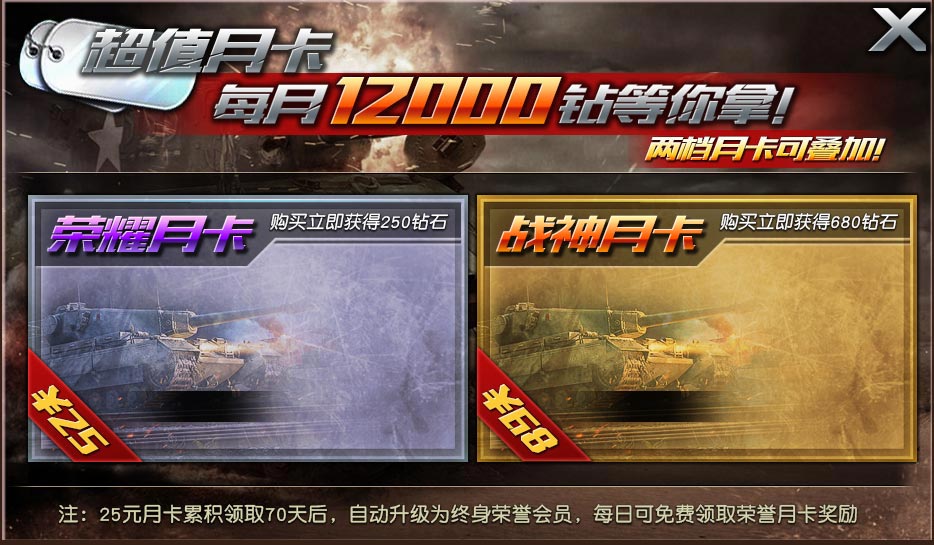 超值月卡
每月12000钻等你拿!
两档月卡可叠加!
荣耀月卡
购买立即获得250钻石
¥25
战神月卡
购买立即获得680钻石
¥68
注：25元月卡累积领取70天后，自动升级为终身荣誉会员，每日可免费领取荣誉月卡奖励